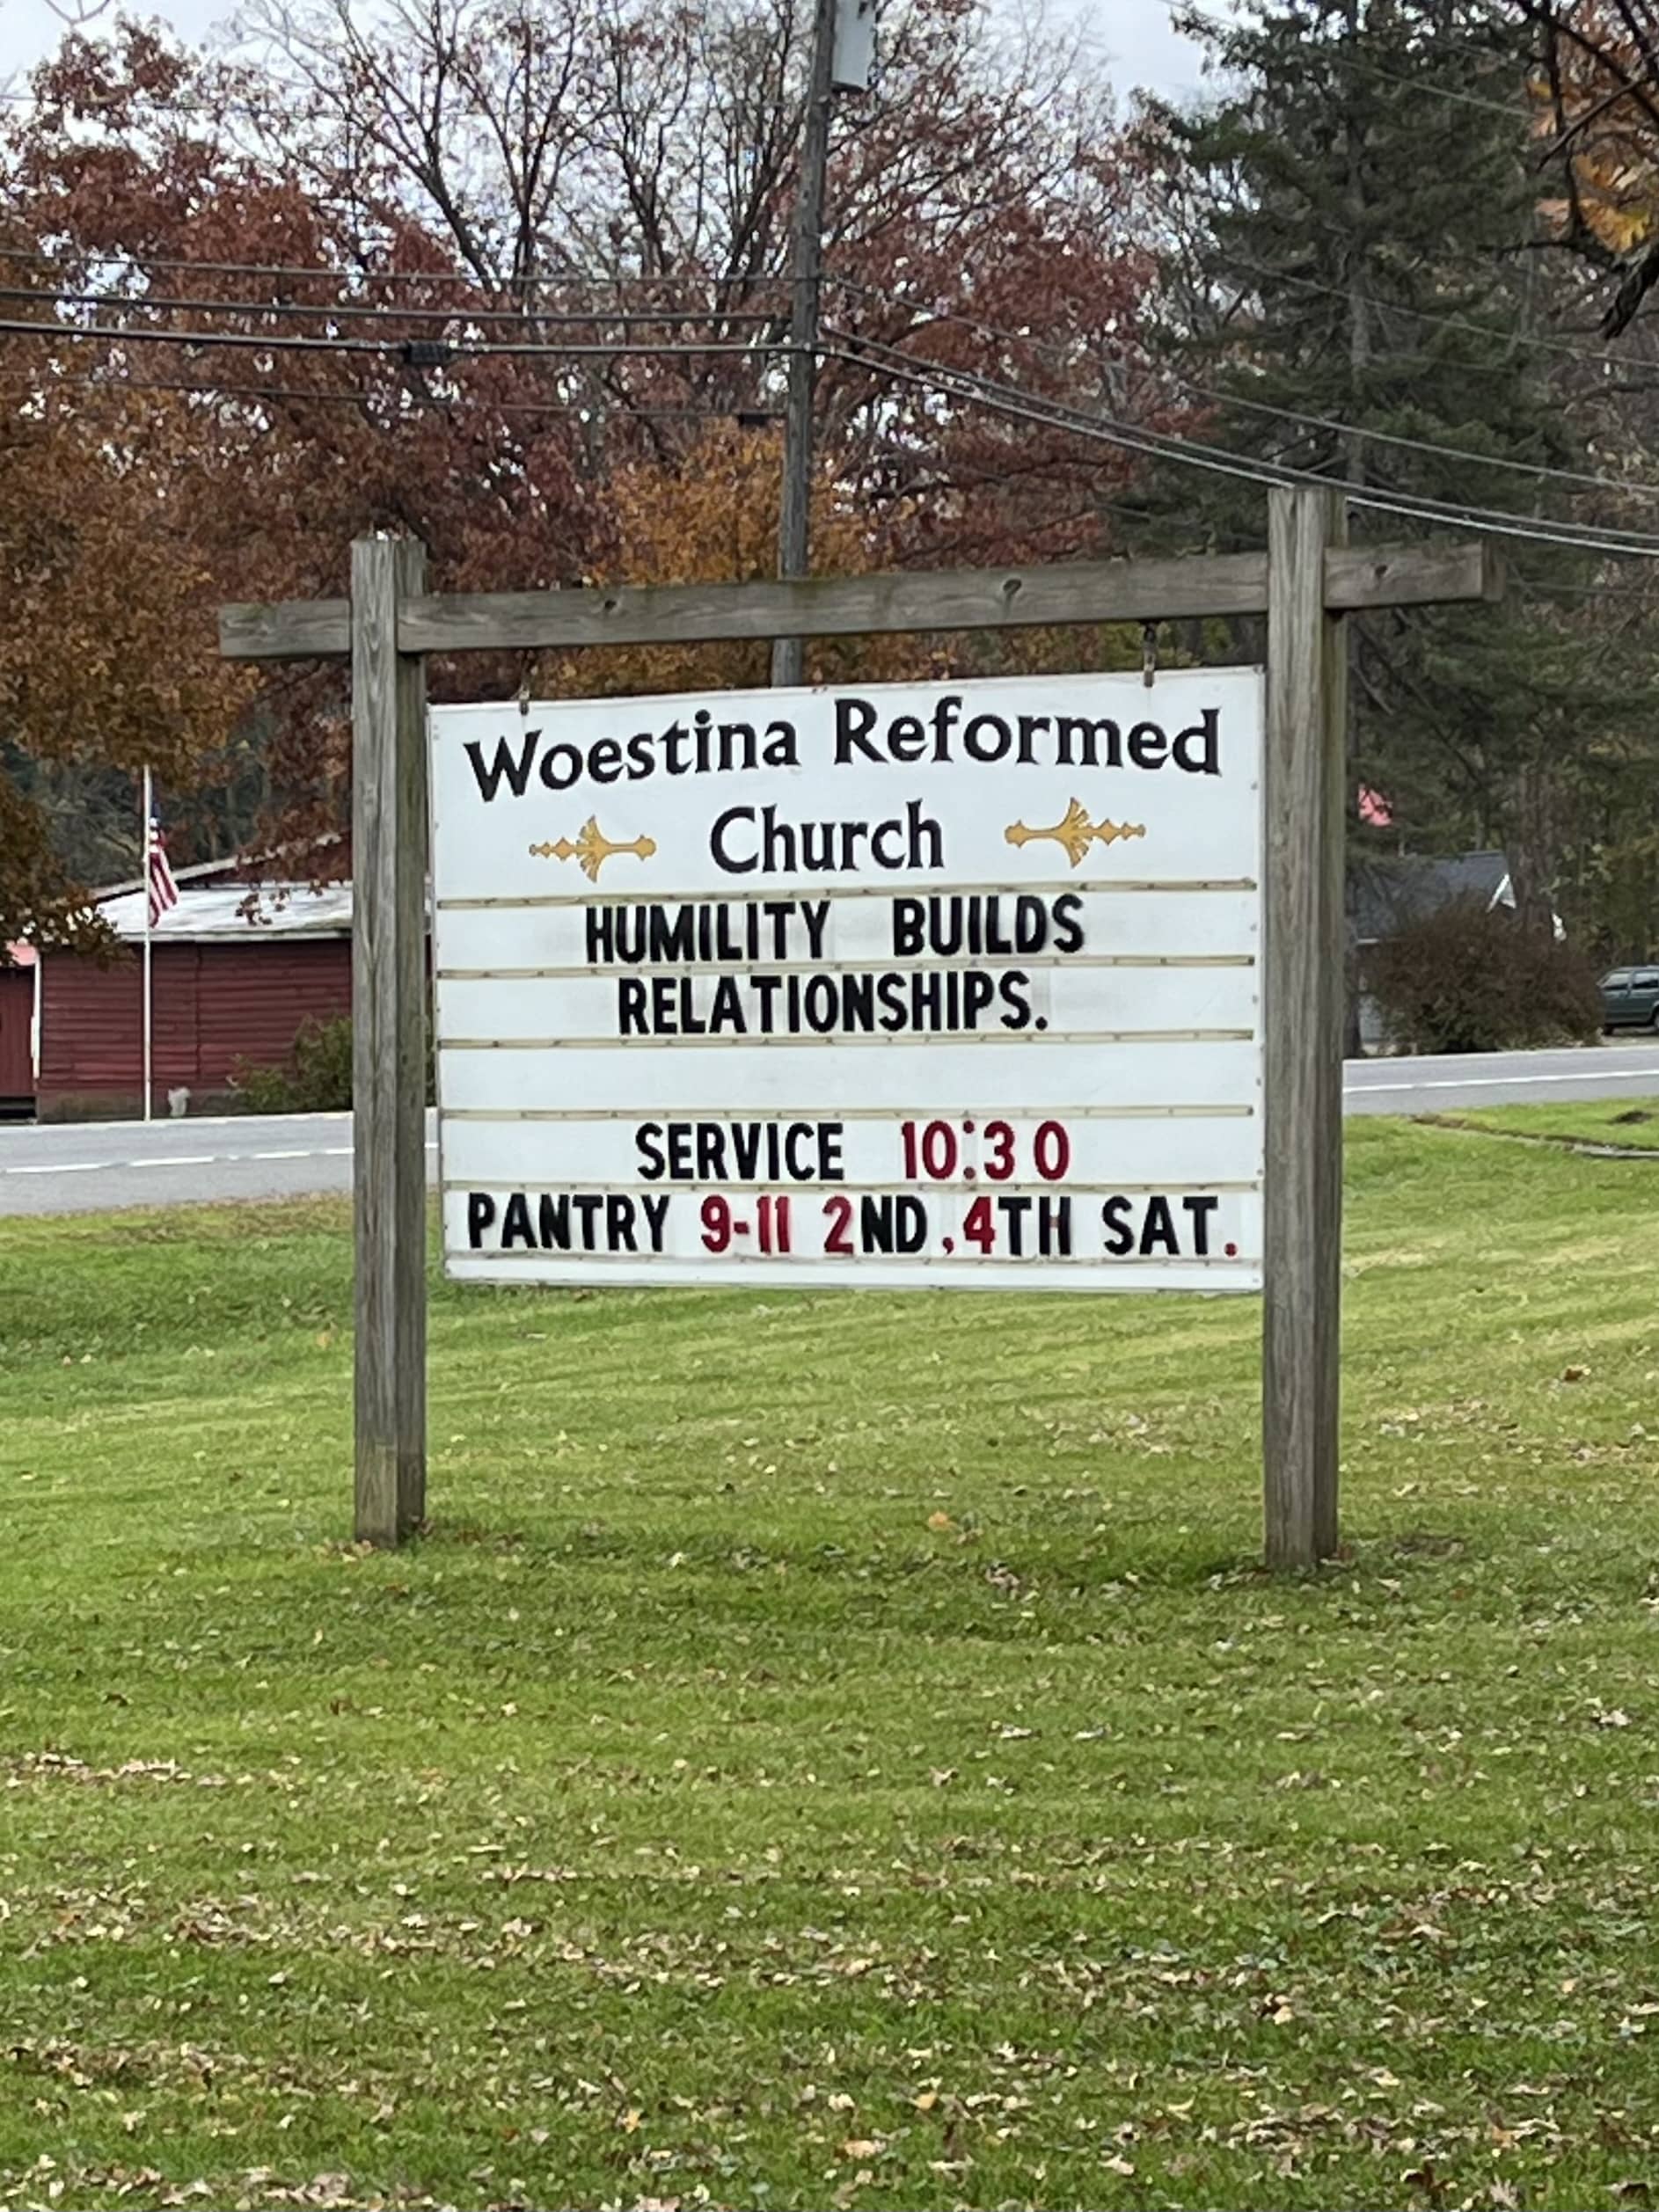 Woestina Reformed
Church
HUMILITY BUILDS
RELATIONSHIPS.
SERVICE 10:30
PANTRY 9-11 2ND,4TH SAT.